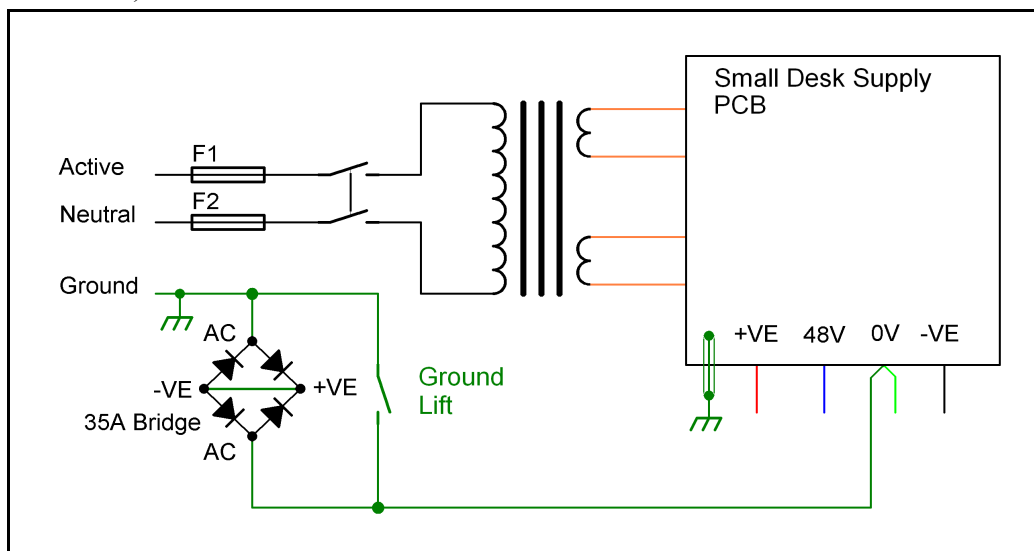 Small Desk Supply
PCB
F1
Active
F2
Neutral
Ground
AC
+VE 48V 0V -VE
-VE
+VE
Ground
Lift
35A Bridge
AC